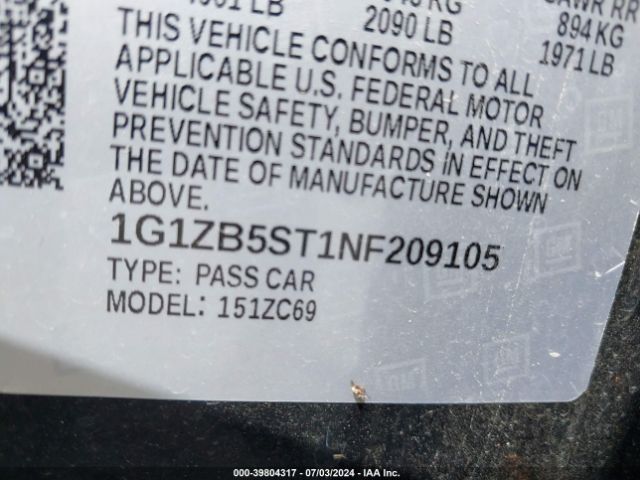 2090 LB
894 KG
1971 LB
THIS VEHICLE CONFORMS TO ALL
APPLICABLE U.S. FEDERAL MOTOR
VEHICLE SAFETY, BUMPER, AND THEFT
PREVENTION STANDARDS IN EFFECT ON
THE DATE OF MANUFACTURE SHOWN
ABOVE.
1G1ZB5ST1NF209105
TYPE: PASS CAR
MODEL: 151ZC69
000-39804317 - 07/03/2024 - IAA Inc.